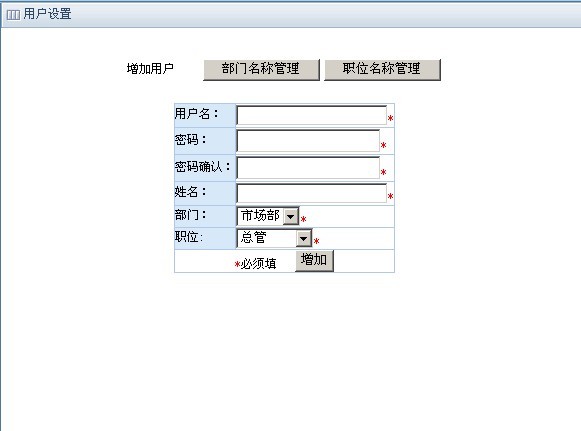 用户设置
增加用户 部门名称管理 职位名称管理
用户名： *
密码： *
密码确认： *
姓名： *
部门： 市场部 *
职位: 总管 *
*必须填 增加